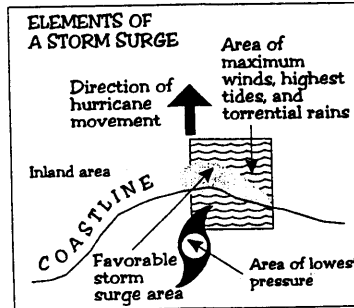 ELEMENTS OF
A STORM SURGE
Direction of
hurricane
movement
Area of
maximum
winds, highest
tides, and
torrential rains
Inland area
COASTLINE
Favorable
storm
surge area
Area of lowest
pressure